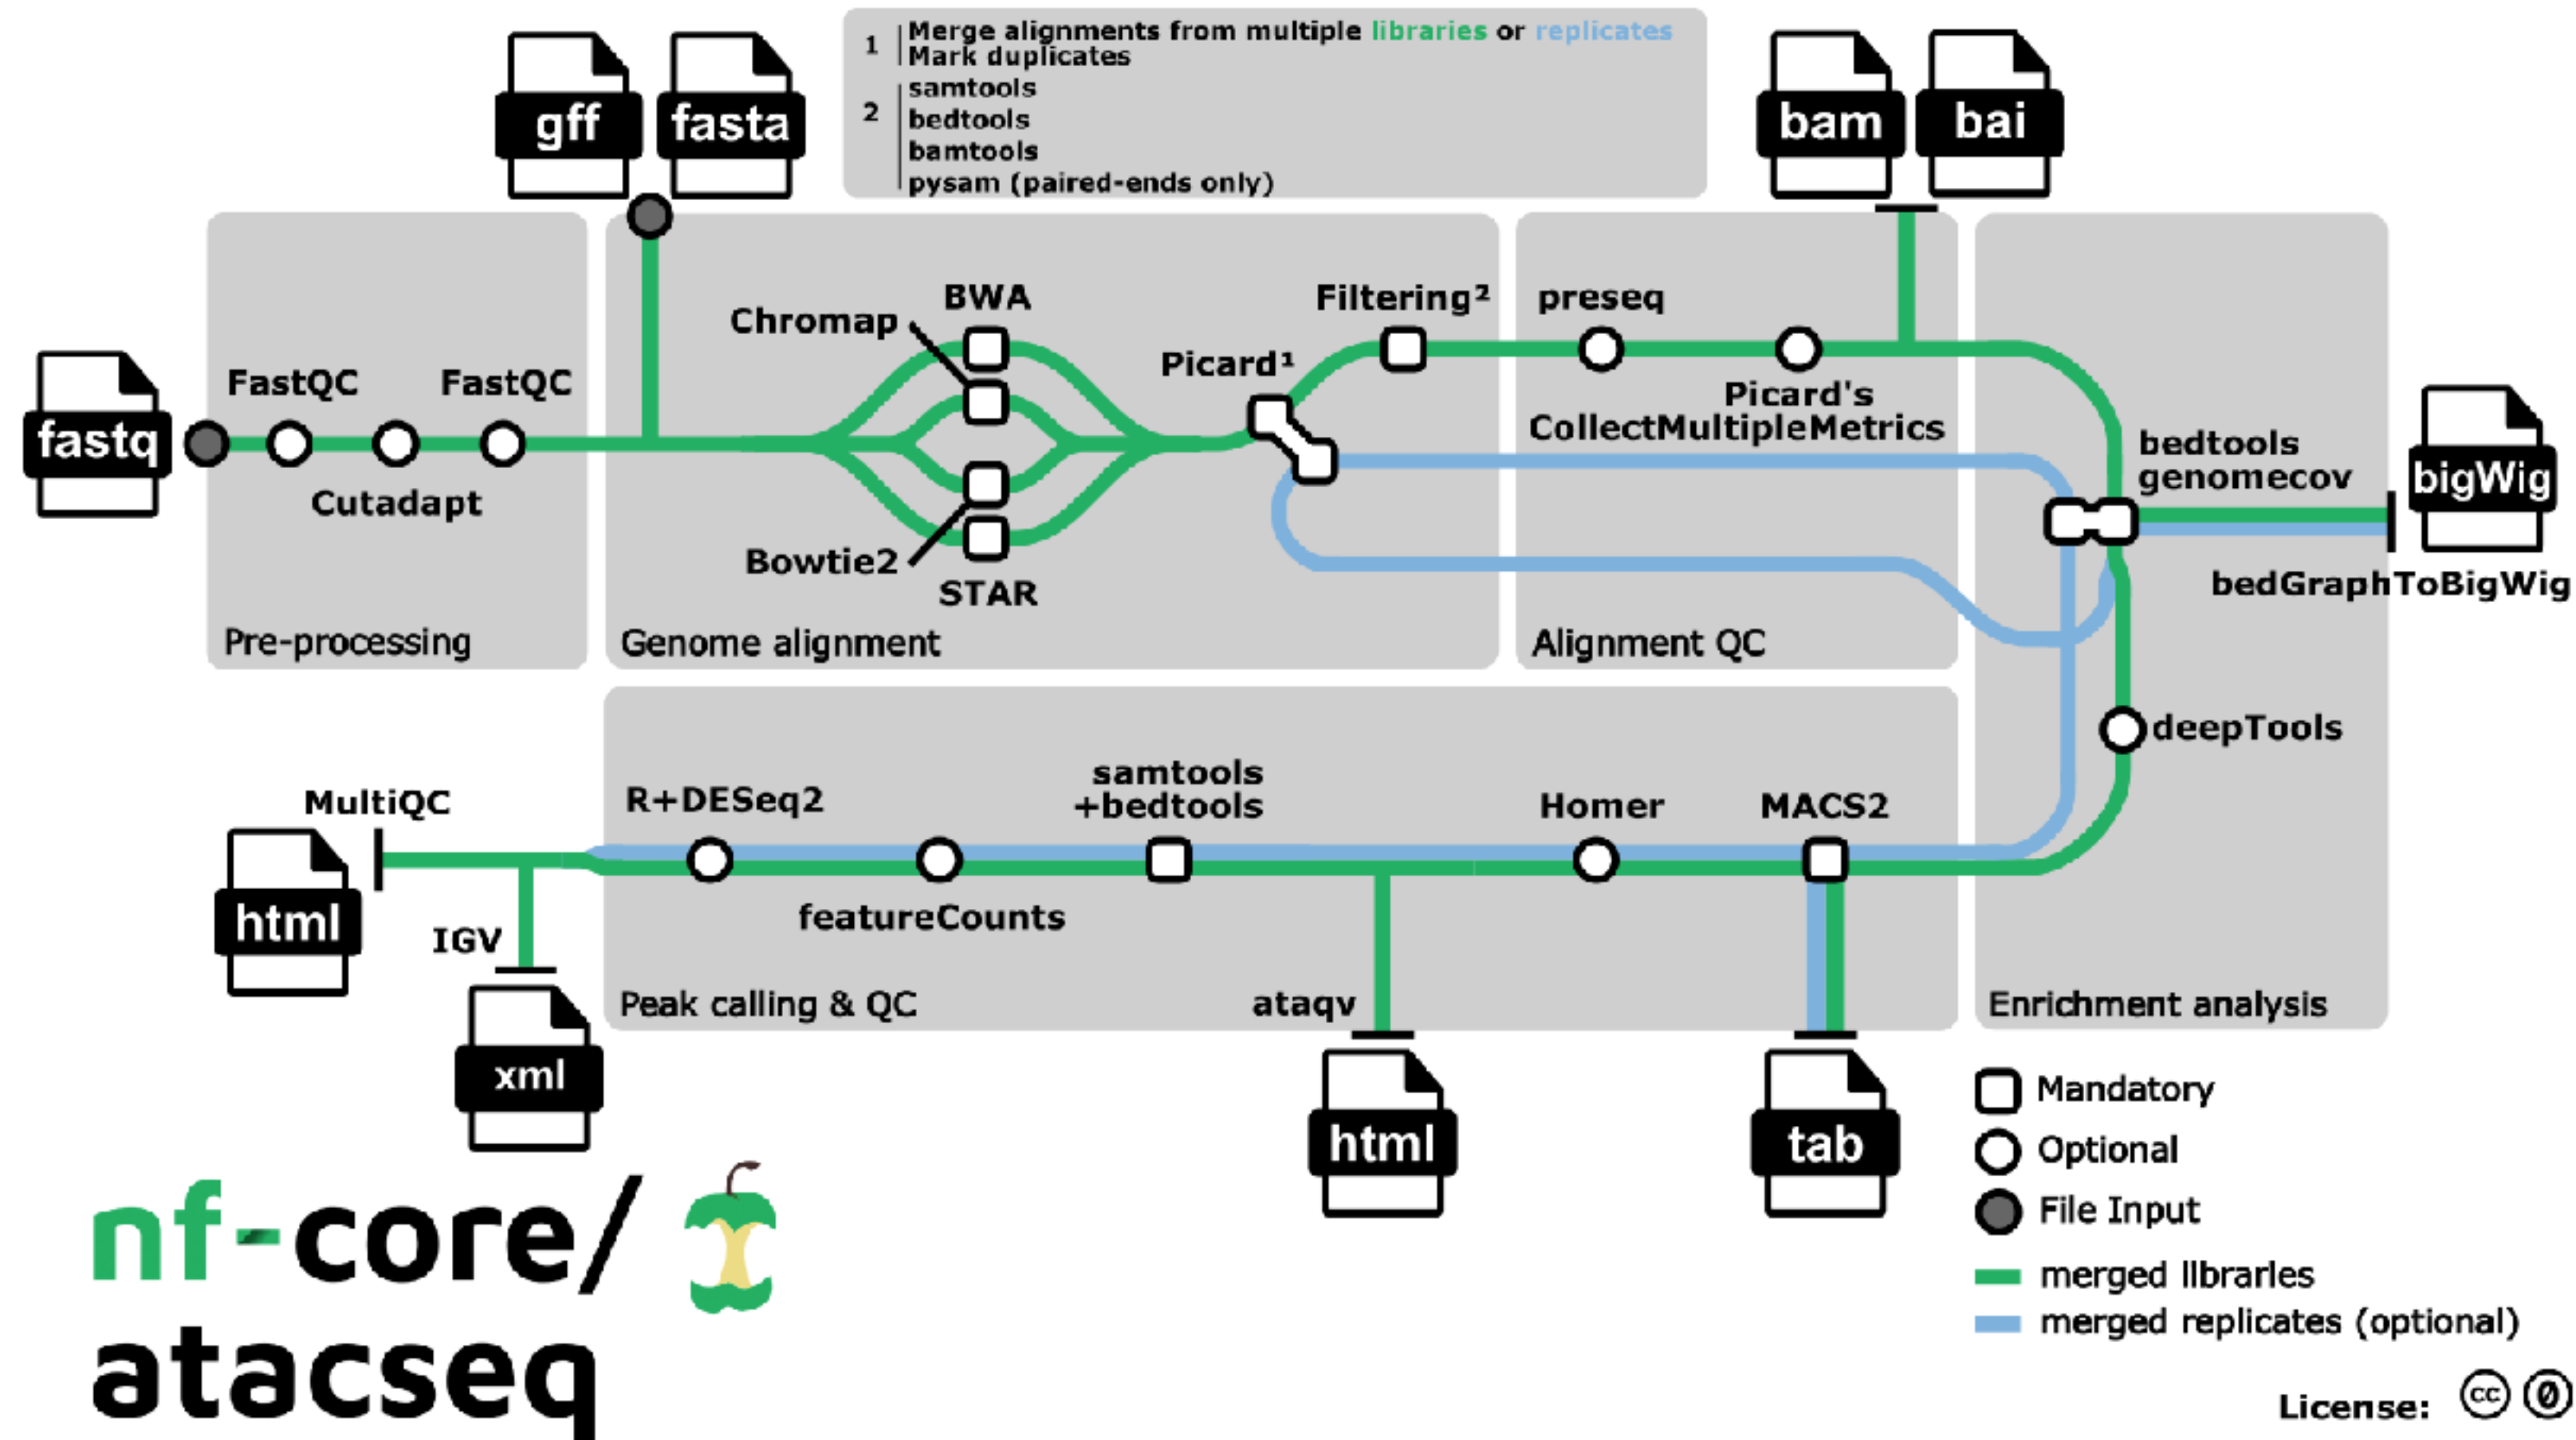 1 Merge alignments from multiple libraries or replicates
Mark duplicates
2 samtools
bedtools
bamtools
pysam (paired-ends only)
gff
fasta
bam
bai
fastq
FastQC
Cutadapt
FastQC
Pre-processing
Chromap
BWA
Bowtie2
STAR
Picard¹
Filtering²
Genome alignment
preseq
Picard's
CollectMultipleMetrics
Alignment QC
bedtools
genomecov
bigWig
bedGraphToBigWig
deepTools
Enrichment analysis
MultiQC
html
IGV
xml
R+DESeq2
featureCounts
samtools
+bedtools
Homer
MACS2
Peak calling & QC
ataqv
html
tab
Mandatory
Optional
File Input
merged libraries
merged replicates (optional)
nf-core/
atacseq
License: cc 0